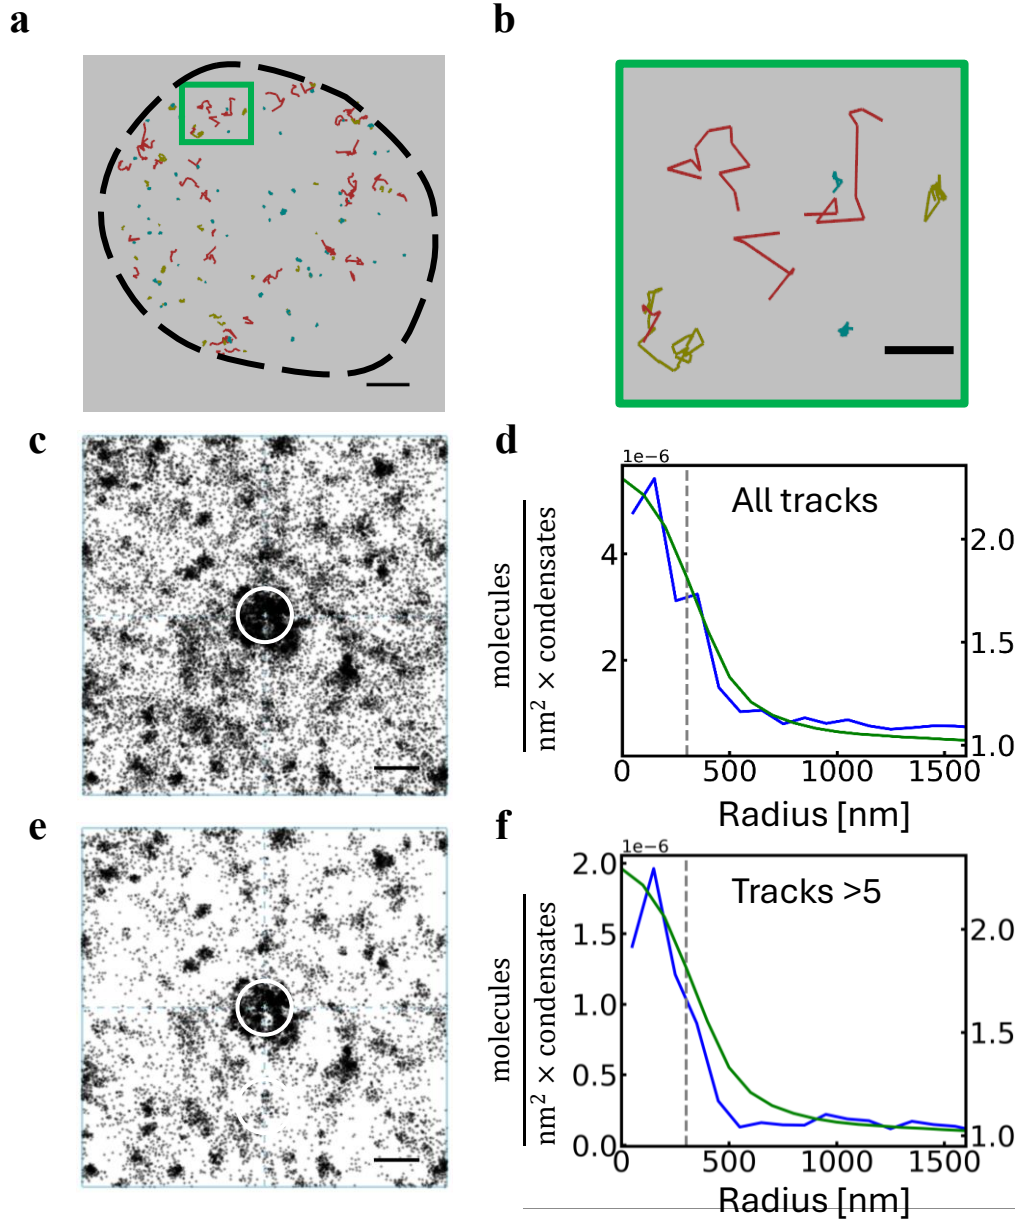 a
b
c
d
1e−6
All tracks
4
2
2.0
1.5
1.0
molecules
nm² × condensates
0
500
1000
1500
Radius [nm]
e
f
1e−6
Tracks >5
2.0
1.5
1.0
0.5
0.0
2.0
1.5
1.0
molecules
nm² × condensates
0
500
1000
1500
Radius [nm]